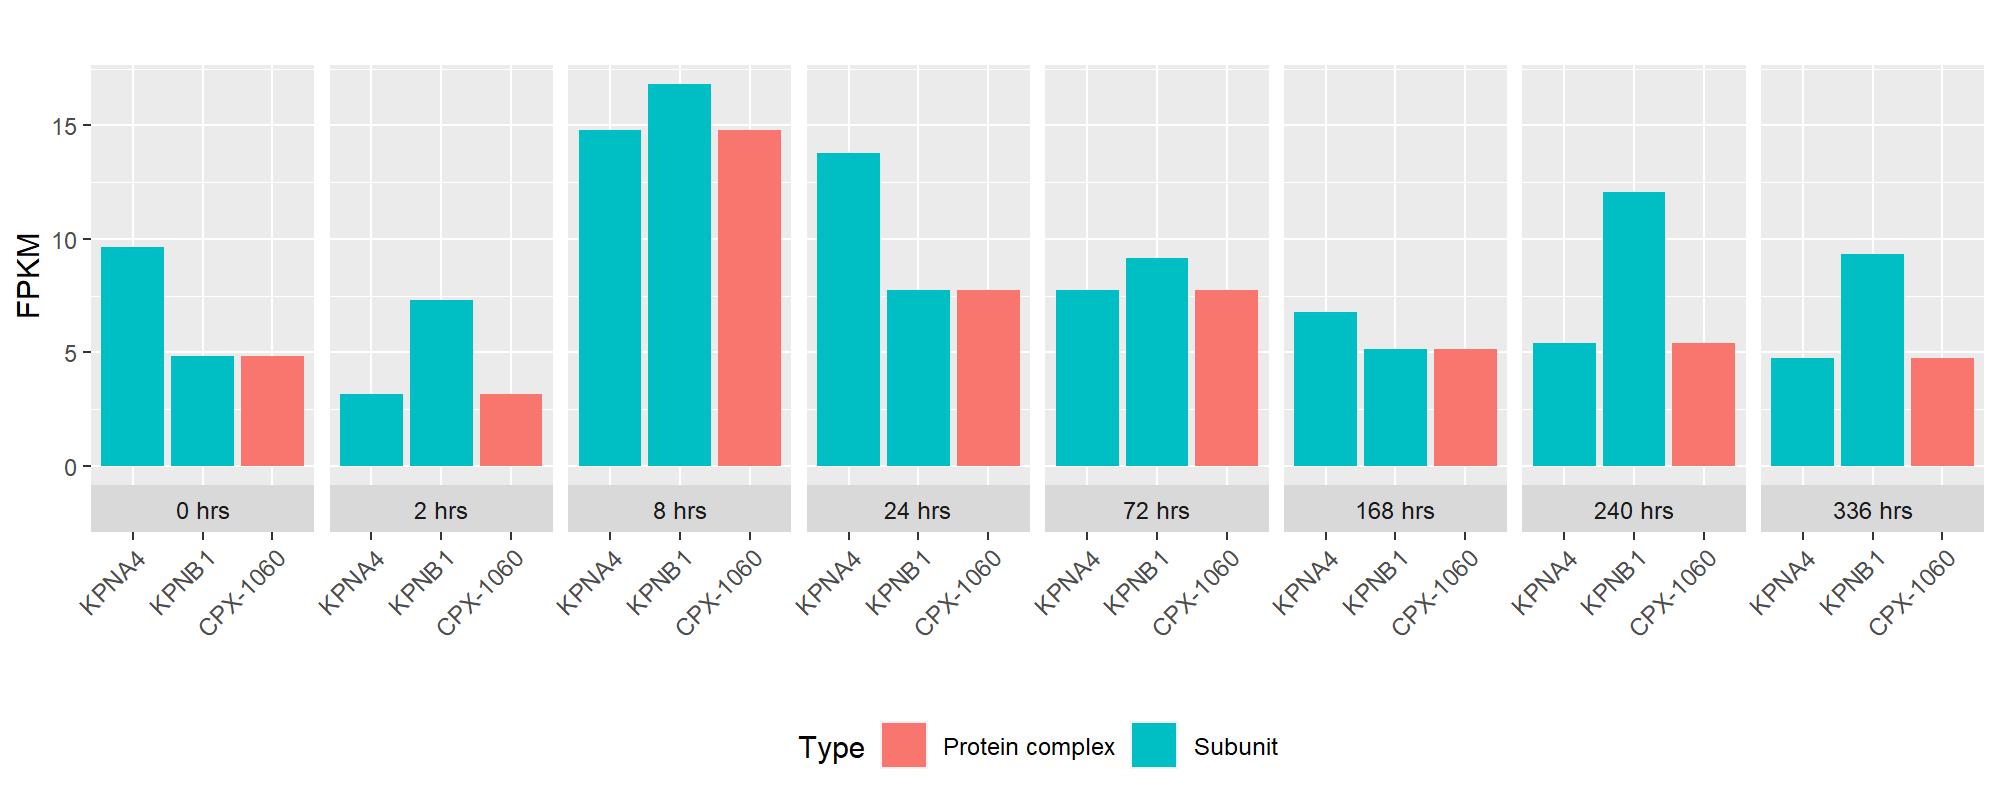 FPKM
15
10
5
0
0 hrs
2 hrs
8 hrs
24 hrs
72 hrs
168 hrs
240 hrs
336 hrs
KPNA4
KPNB1
CPX-1060
KPNA4
KPNB1
CPX-1060
KPNA4
KPNB1
CPX-1060
KPNA4
KPNB1
CPX-1060
KPNA4
KPNB1
CPX-1060
KPNA4
KPNB1
CPX-1060
KPNA4
KPNB1
CPX-1060
KPNA4
KPNB1
CPX-1060
Type Protein complex Subunit